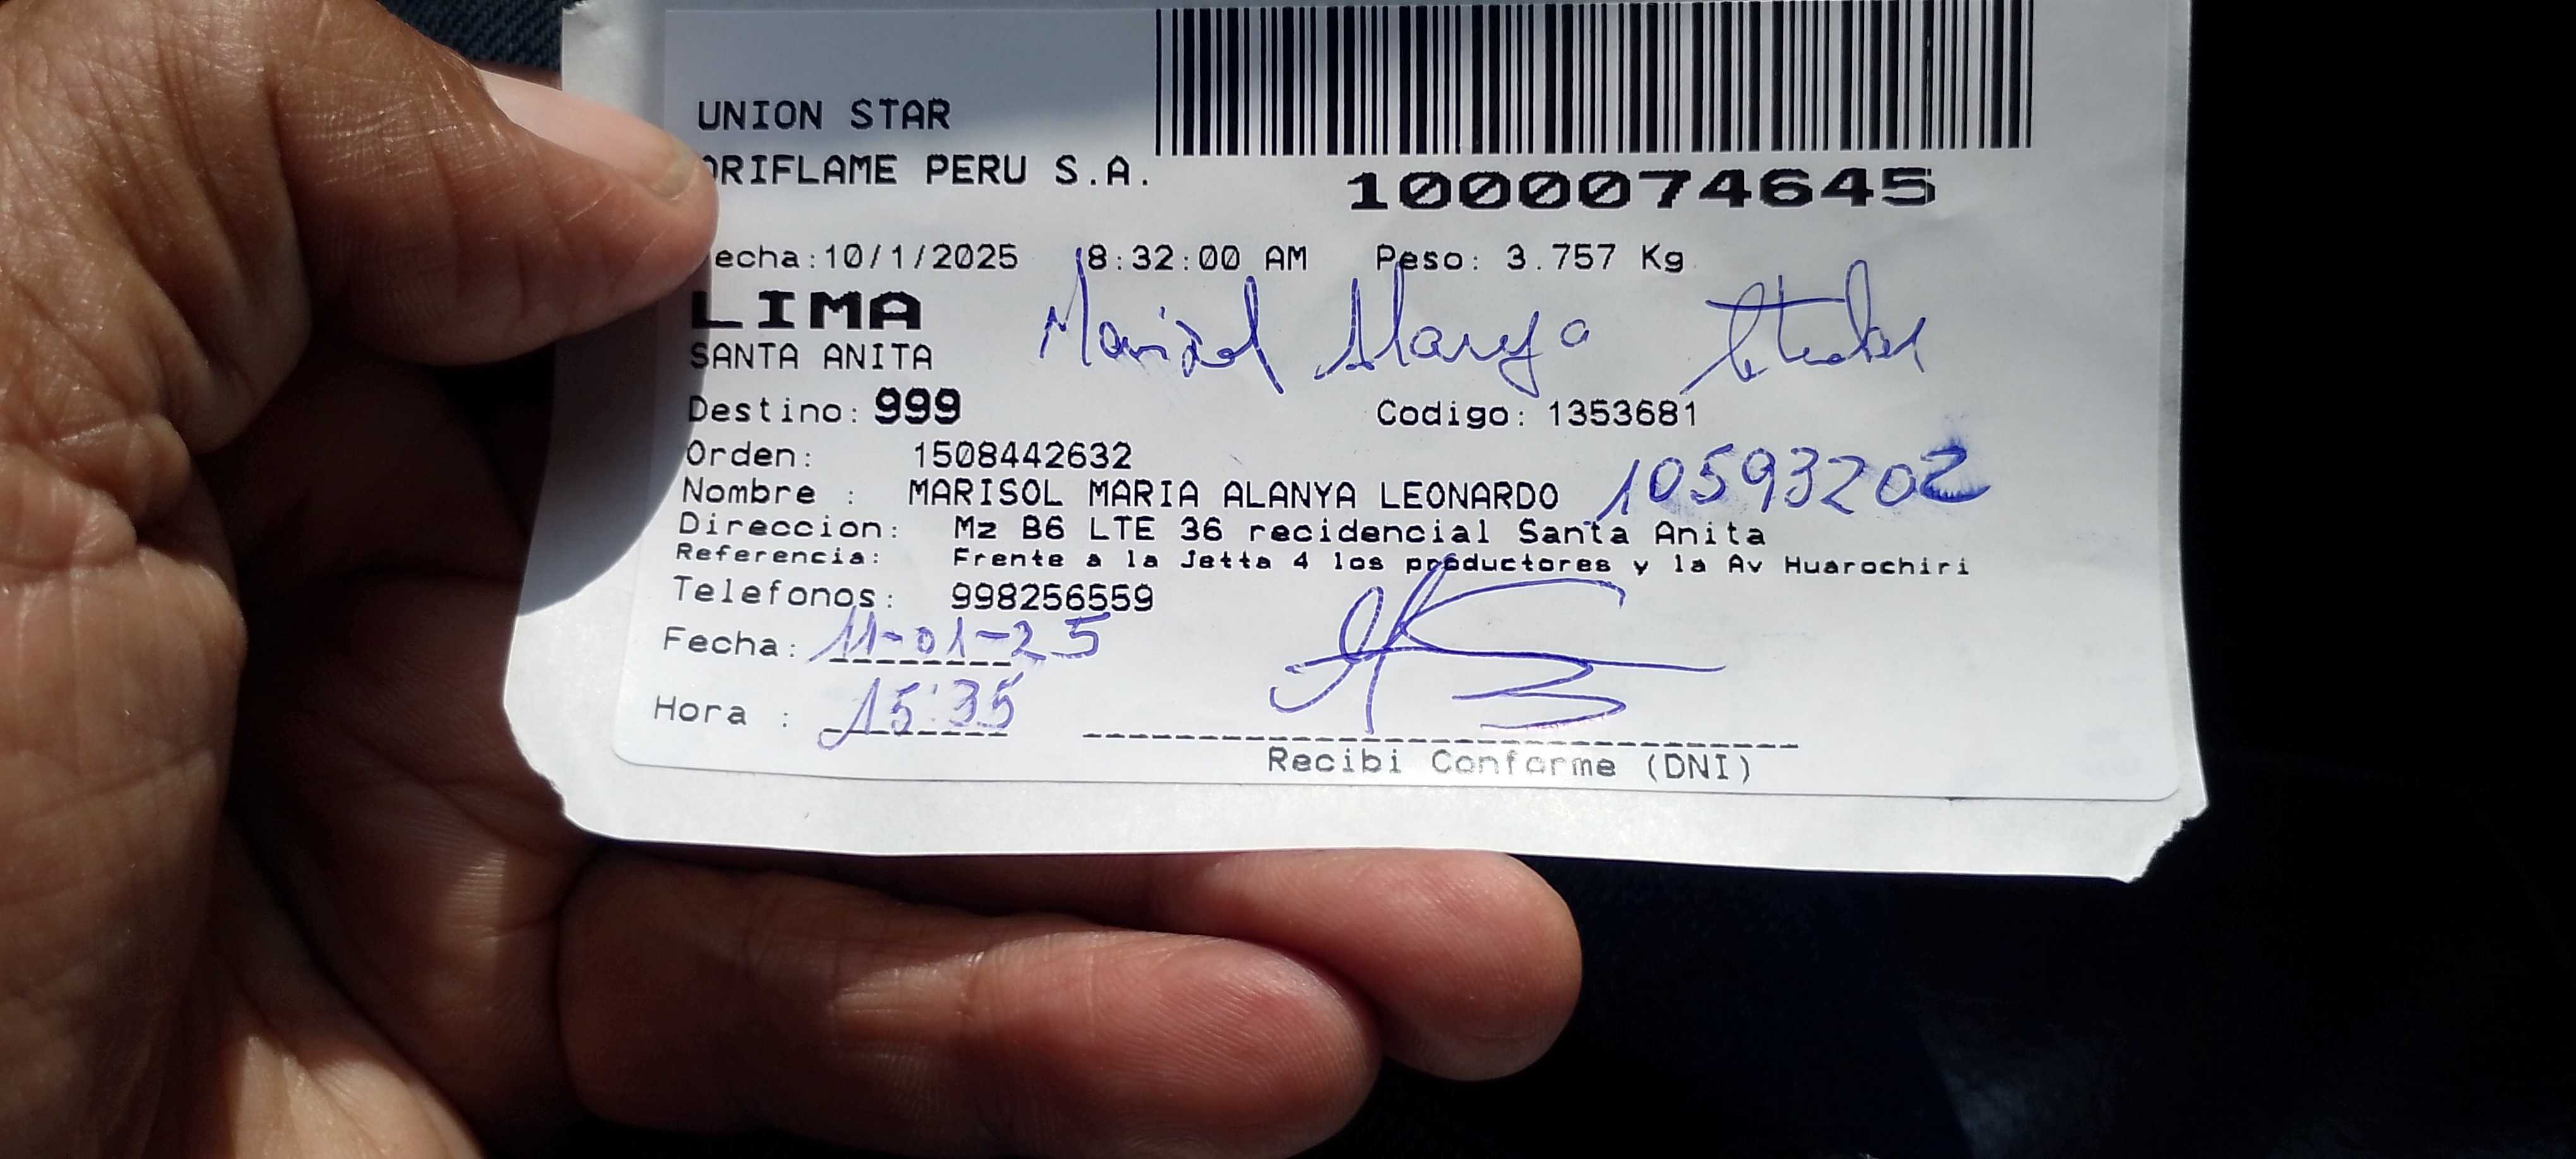 UNION STAR
ORIFLAME PERU S.A.
1000074645
echa:10/1/2025 8:32:00 AM Peso: 3.757 Kg
LIMA
SANTA ANITA
Marisol Alanya
Destino: 999 Codigo: 1353681
Orden: 1508442632
10593202
Nombre : MARISOL MARIA ALANYA LEONARDO
Direccion: Mz B6 LTE 36 recidencial Santa Anita
Referencia: Frente a la Jetta 4 los productores y la Av Huarochiri
Telefonos: 998256559
Fecha: 11-01-25
Hora : 15:35
Recibi Conforme (DNI)